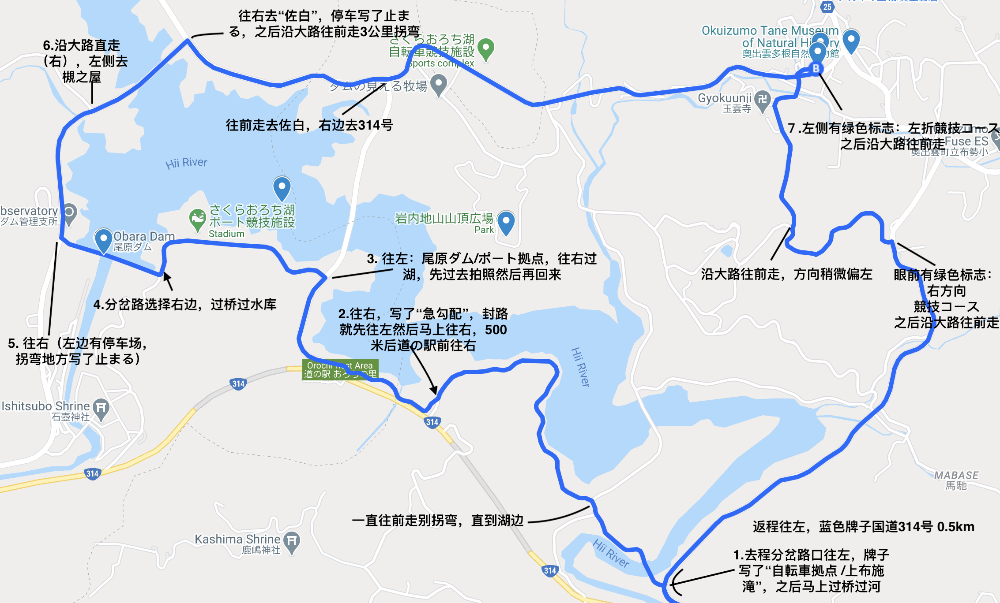 25
往右去“佐白”，停车写了止ま
る，之后沿大路往前走3公里拐弯
6.沿大路直走
（右），左侧去
槻之屋
さくらおろち湖
自転車競技施設
Sports complex
Okuizumo Tane Museum
of Natural History
奥出雲多根自然博物館
B
ダムの見える牧場
Gyokuunji
玉雲寺
往前走去佐白，右边去314号
7 .左侧有绿色标志：左折競技コース
之后沿大路往前走
Okuizumo
Fuse ES
奥出雲町立布勢小
Hii River
bservatory
ダム管理支所
さくらおろち湖
ボート競技施設
Stadium
岩内地山山頂広場
Park
Obara Dam
尾原ダム
3. 往左：尾原ダム/ポート拠点，往右过
湖，先过去拍照然后再回来
沿大路往前走，方向稍微偏左
眼前有绿色标志：
右方向
競技コース
之后沿大路往前走
4.分岔路选择右边，过桥过水库
2.往右，写了“急勾配”，封路
就先往左然后马上往右，500
米后道の駅前往右
5. 往右（左边有停车场，
拐弯地方写了止まる）
Hii River
Orochi Rest Area
道の駅 おろちの里
314
Ishitsubo Shrine
石壺神社
314
314
MABASE
馬馳
一直往前走别拐弯，直到湖边
返程往左，蓝色牌子国道314号 0.5km
Kashima Shrine
鹿嶋神社
Hii River
314
1.去程分岔路口往左，牌子
写了“自転車拠点 /上布施
滝”，之后马上过桥过河